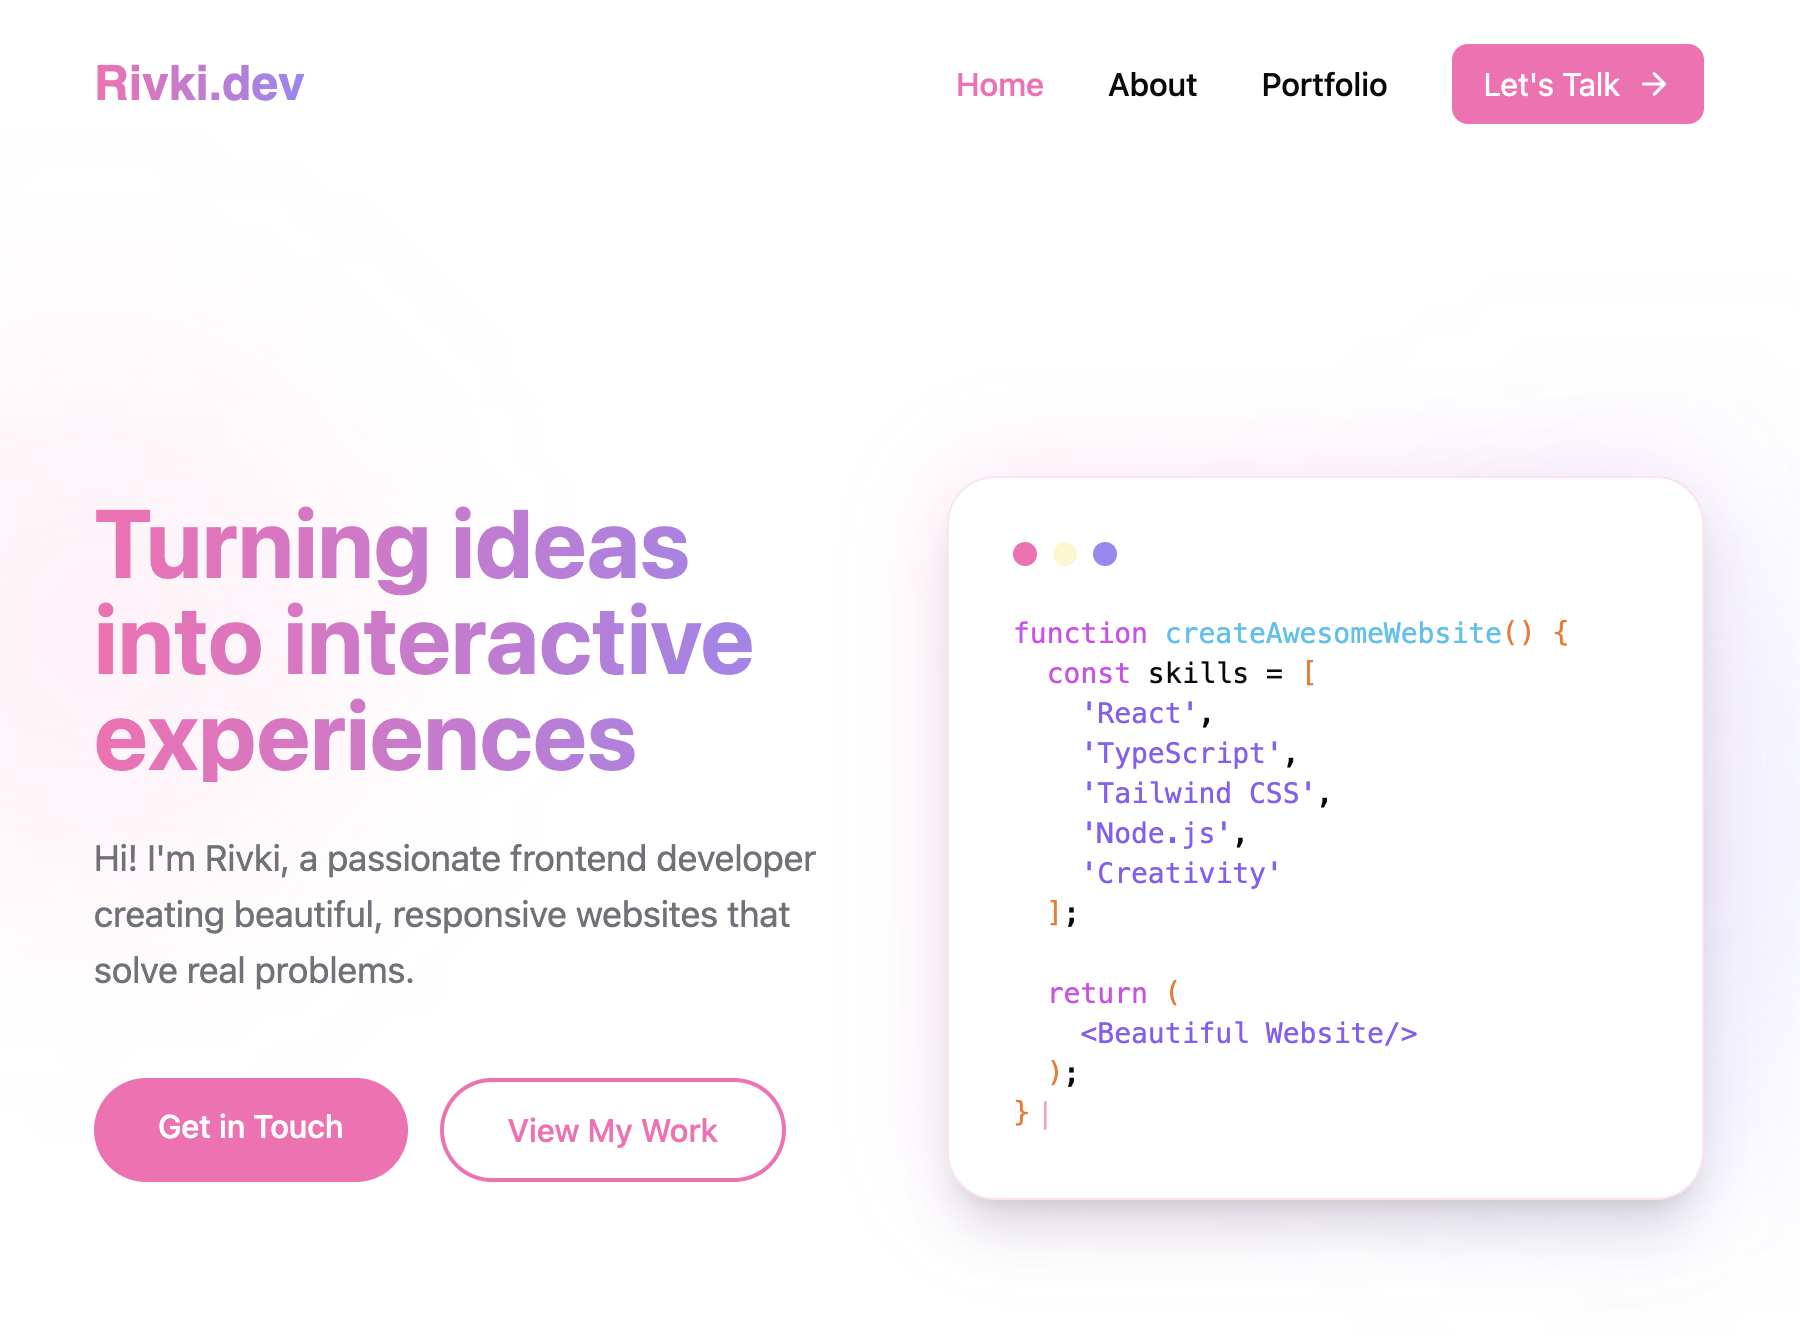 Rivki.dev
Home
About
Portfolio
Let's Talk →
Turning ideas
into interactive
experiences
Hi! I'm Rivki, a passionate frontend developer
creating beautiful, responsive websites that
solve real problems.
Get in Touch
View My Work
function createAwesomeWebsite() {
  const skills = [
    'React',
    'TypeScript',
    'Tailwind CSS',
    'Node.js',
    'Creativity'
  ];
  return (
    <Beautiful Website/>
  );
}